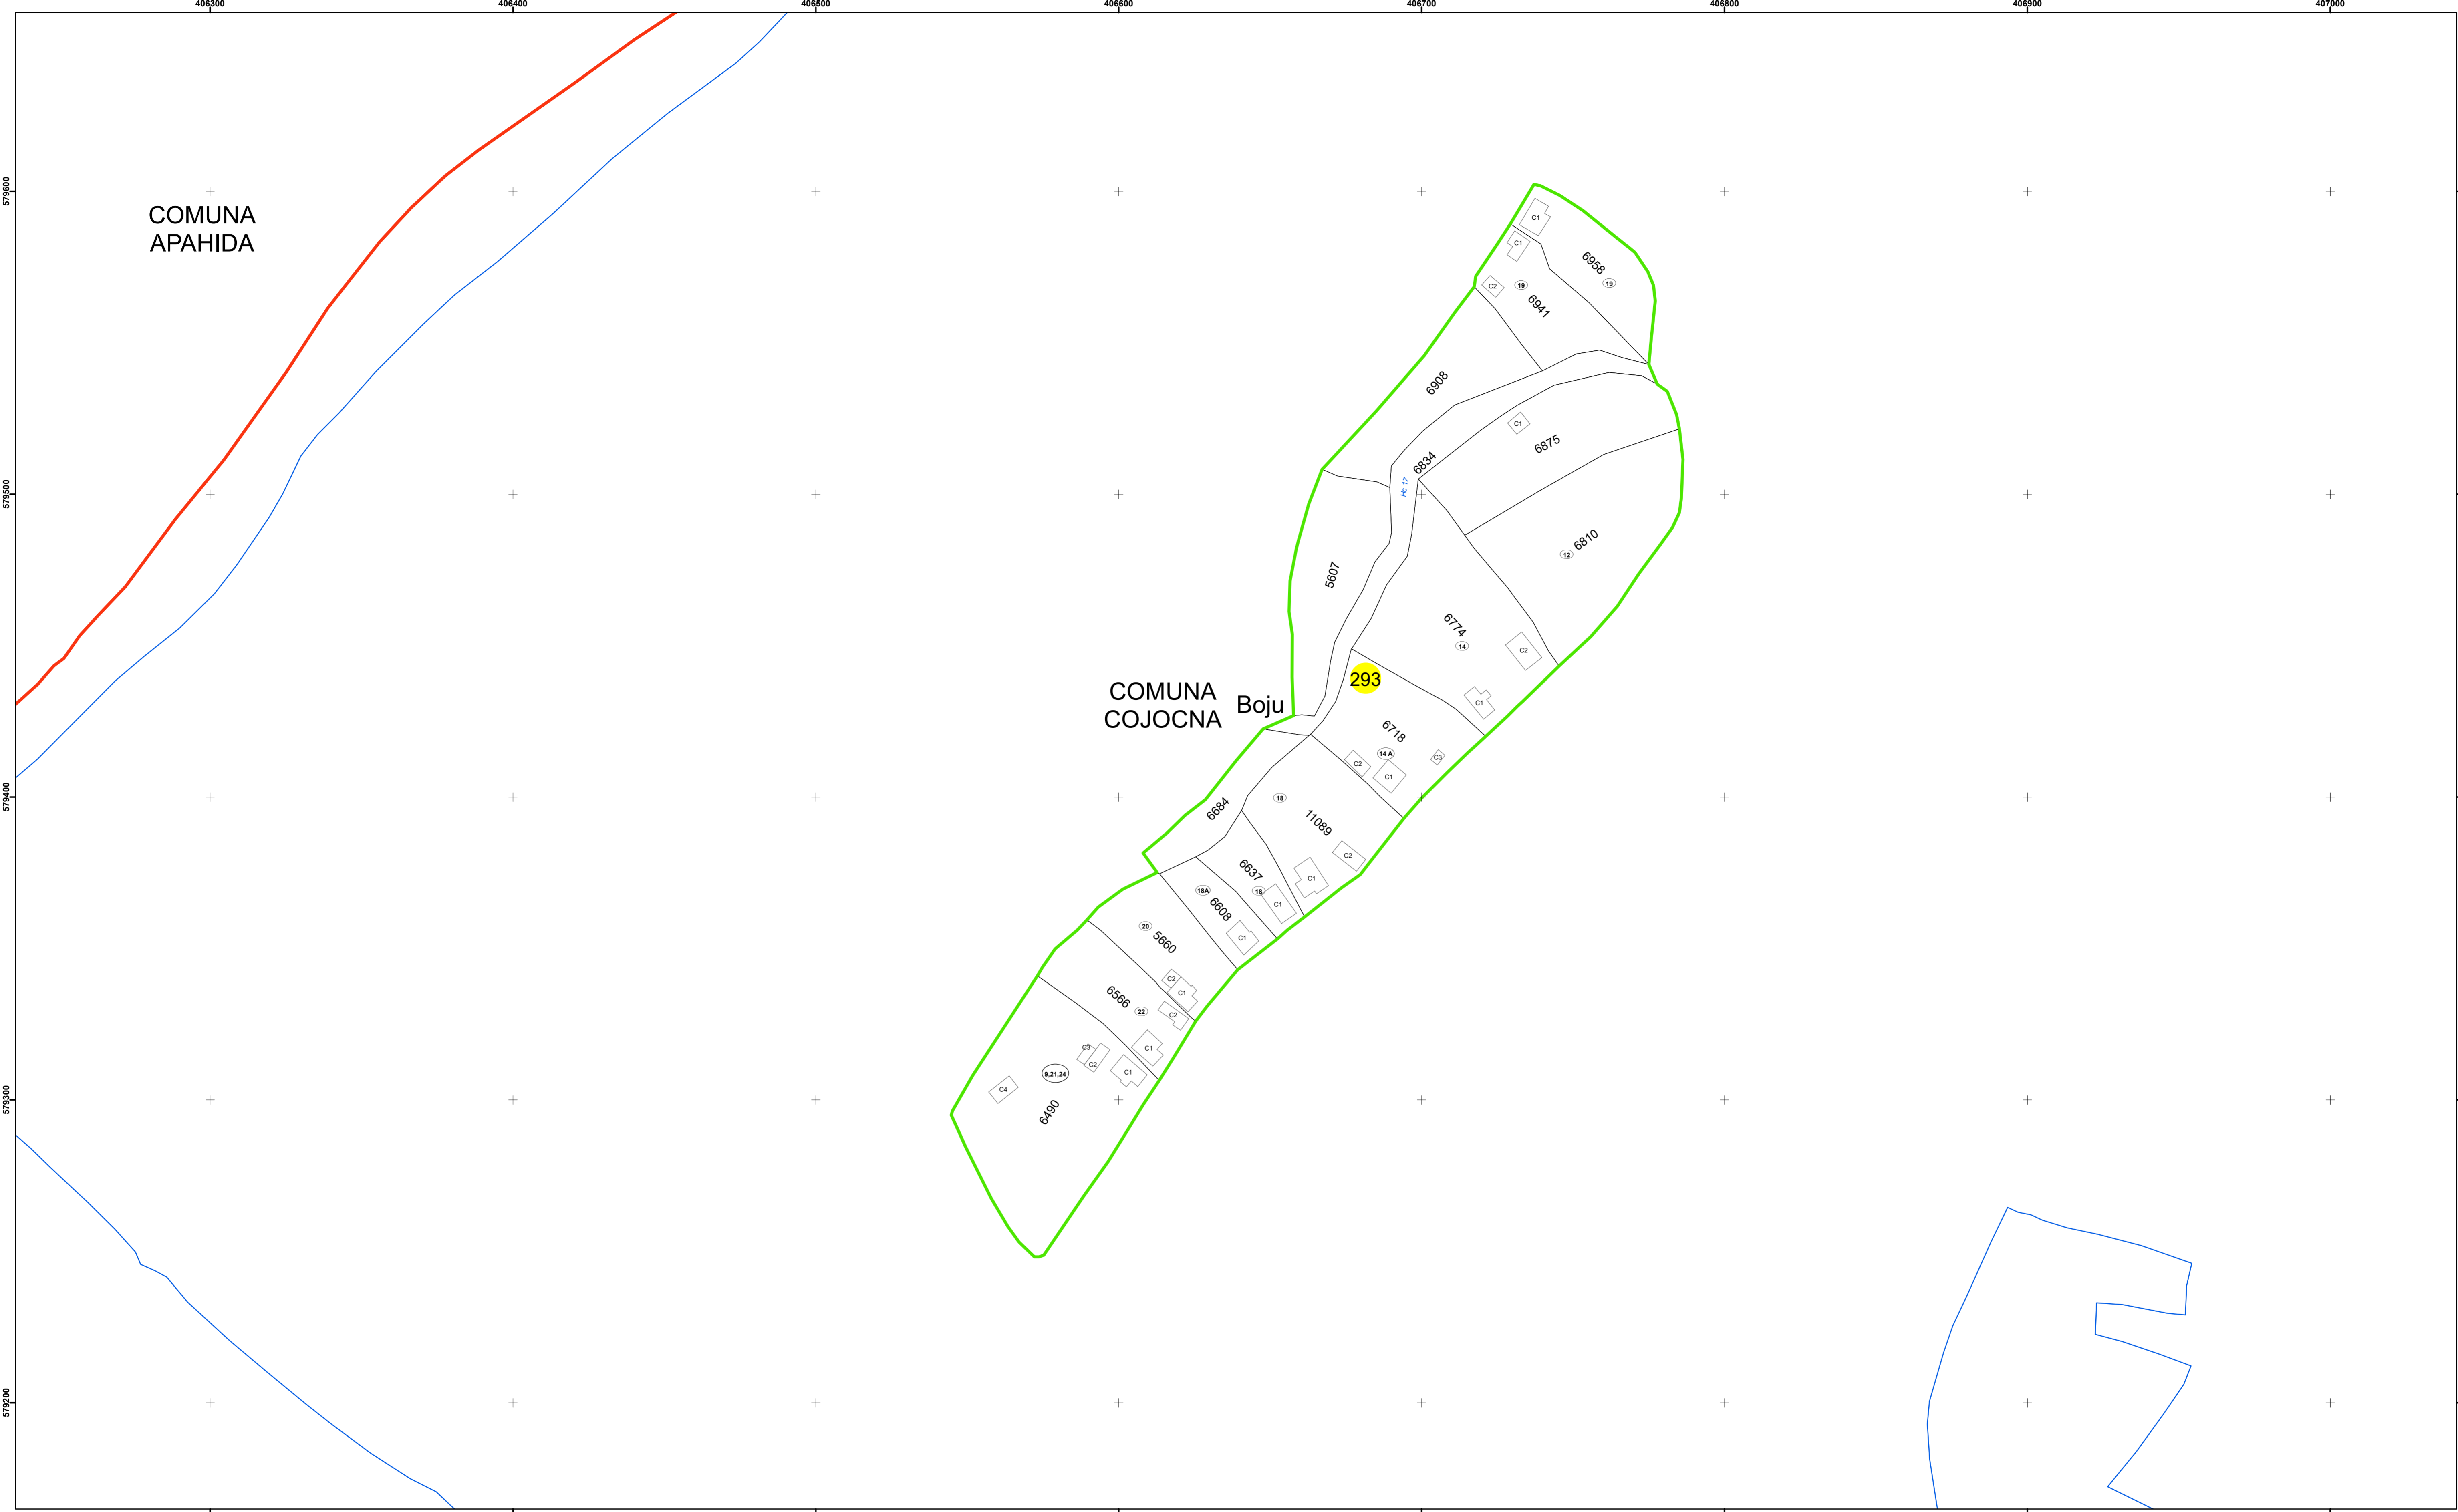 406300
406400
406500
406600
406700
406800
406900
407000
579600
579500
579400
579300
579200
COMUNA
APAHIDA
C1
C1
6958
19
C2
19
6941
6908
C1
6875
6834
Hc 17
6810
12
5607
6774
14
C2
293
C1
COMUNA
COJOCNA
Boju
6718
14 A
C2
C1
C3
18
6684
11089
C2
6637
C1
18A
18
6608
C1
C1
20
5660
C2
C1
6566
22
C2
C1
C3
C2
9,21,24
C1
C4
6490